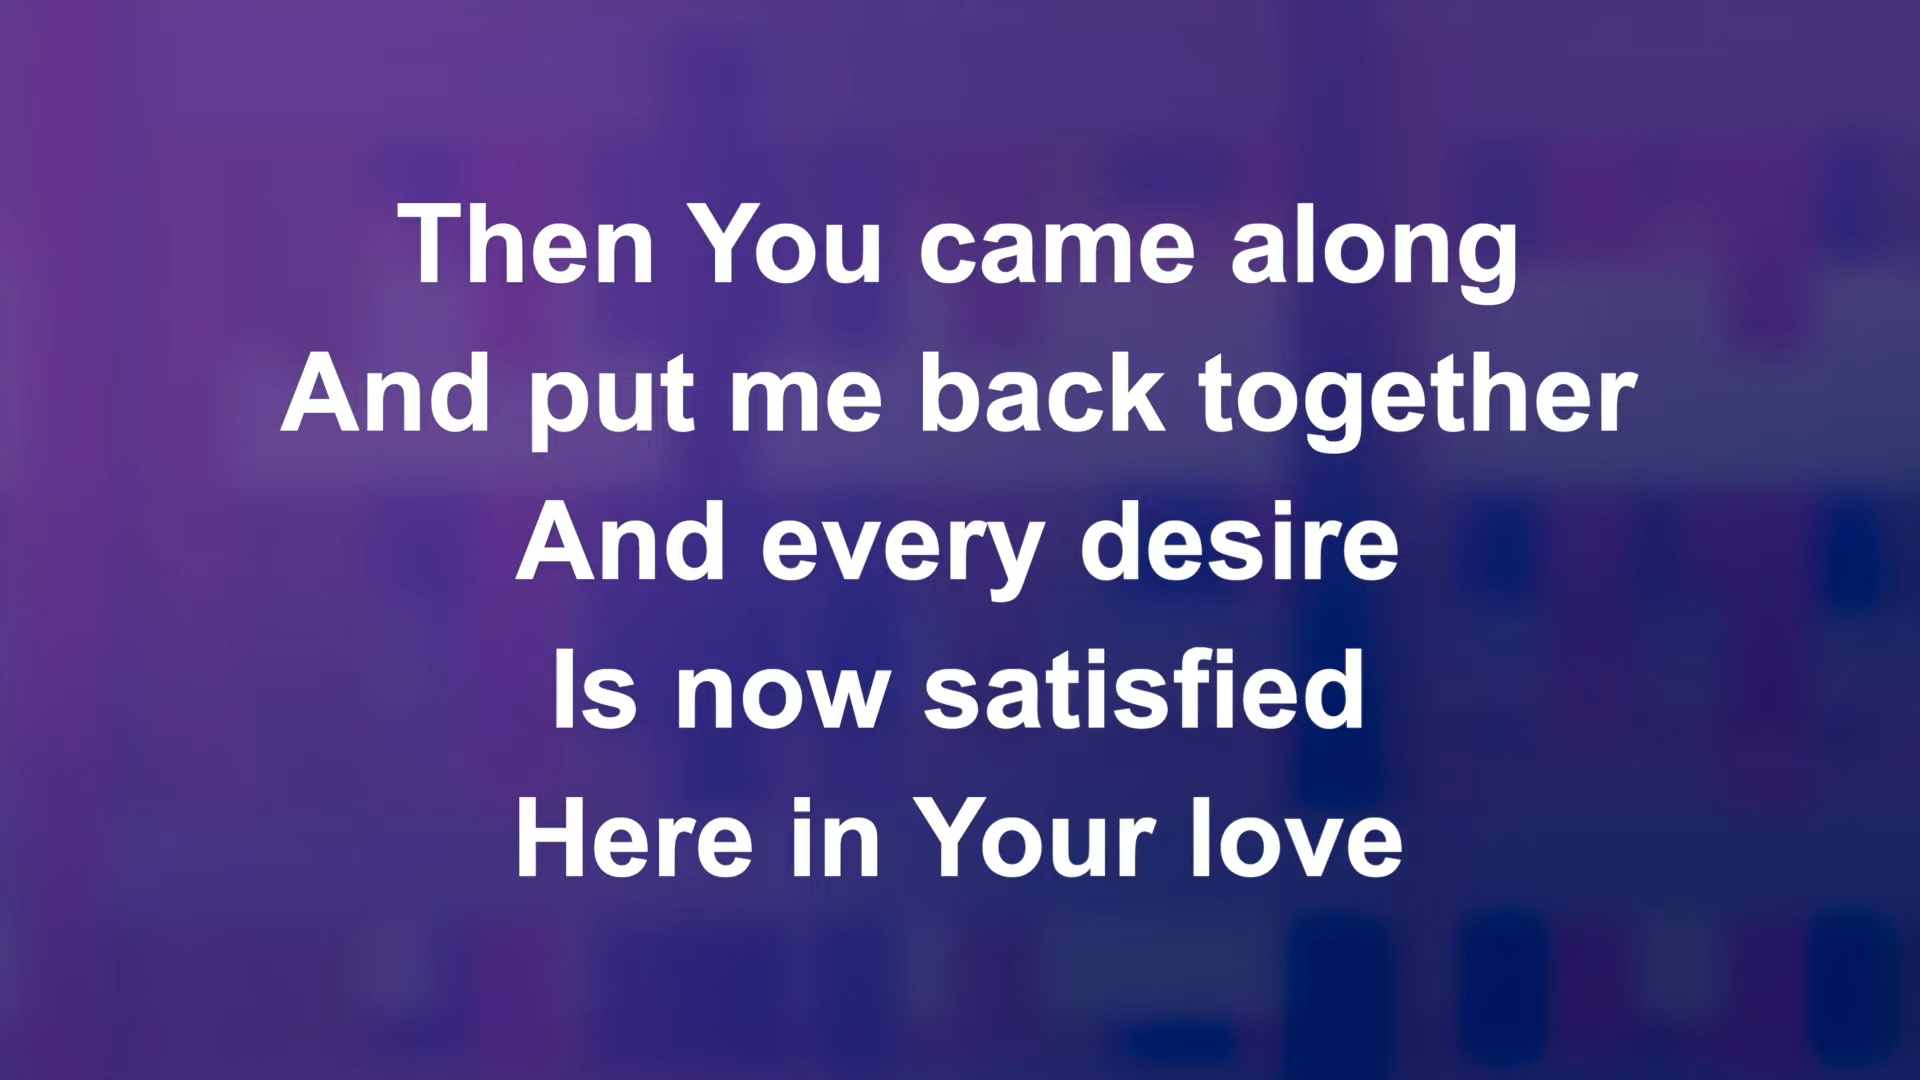 Then You came along
And put me back together
And every desire
Is now satisfied
Here in Your love